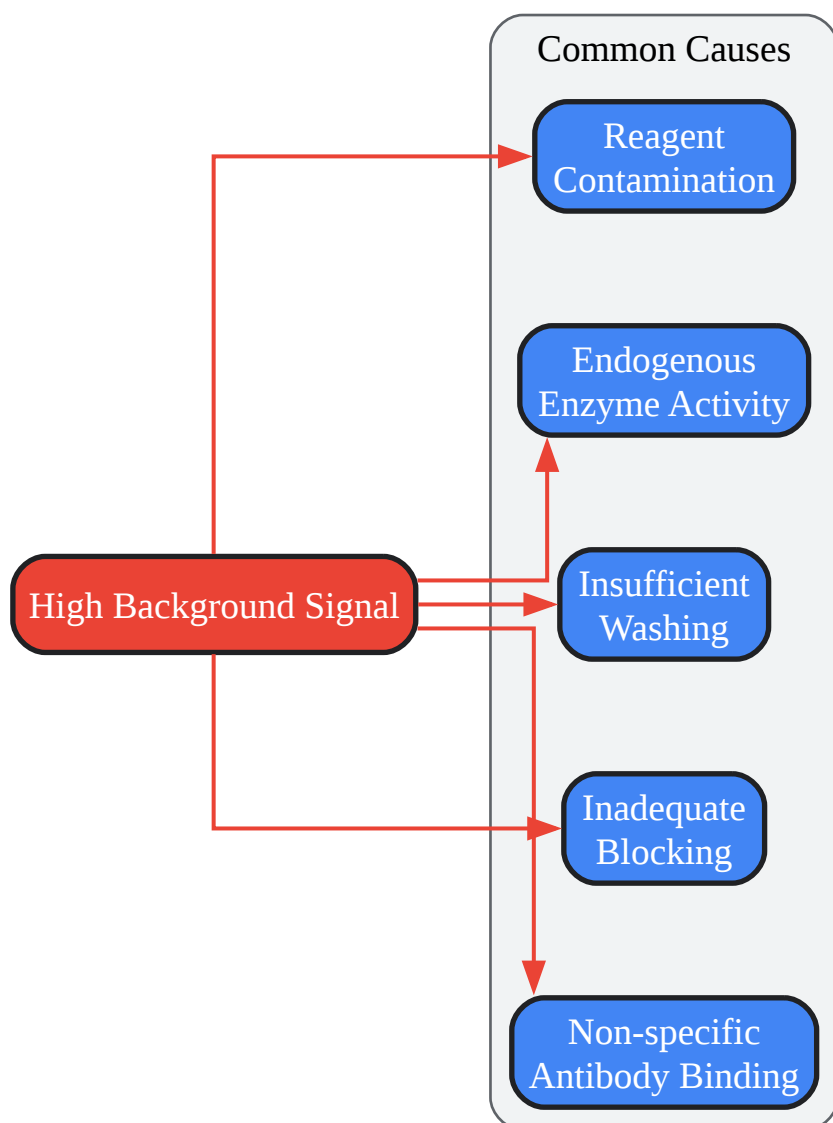 Common Causes
Reagent
Contamination
Endogenous
Enzyme Activity
High Background Signal
Insufficient
Washing
Inadequate
Blocking
Non-specific
Antibody Binding